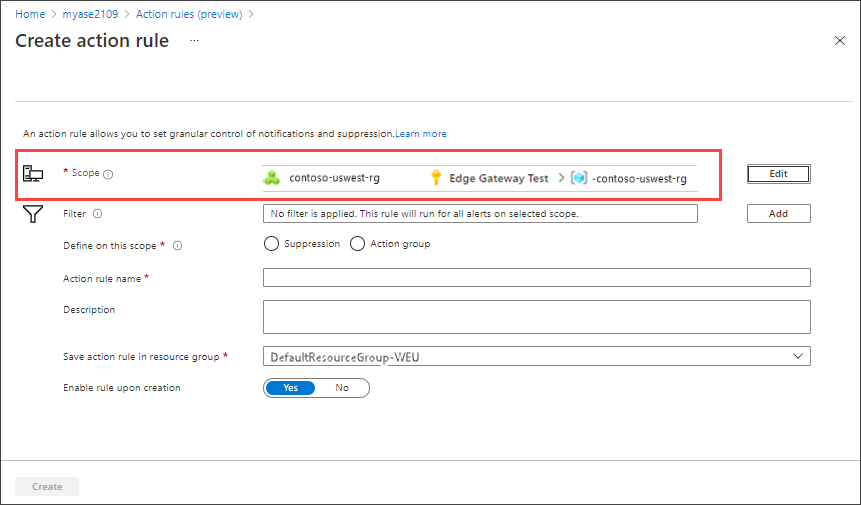 Home > myase2109 > Action rules (preview) >
Create action rule ...
An action rule allows you to set granular control of notifications and suppression.Learn more
* Scope contoso-uswest-rg Edge Gateway Test > -contoso-uswest-rg Edit
Filter No filter is applied. This rule will run for all alerts on selected scope. Add
Define on this scope * Suppression Action group
Action rule name *
Description
Save action rule in resource group * DefaultResourceGroup-WEU
Enable rule upon creation Yes No
Create